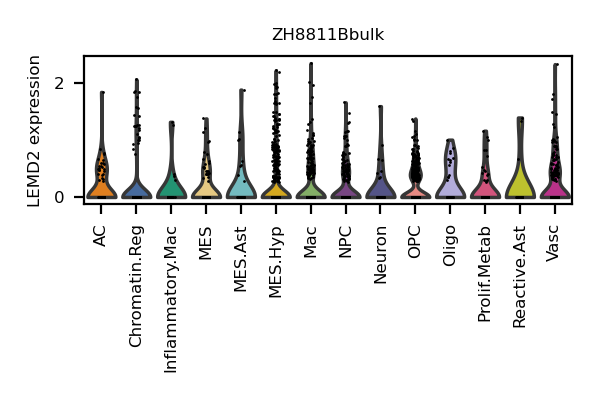 ZH8811Bbulk
LEMD2 expression
2
0
AC
Chromatin.Reg
Inflammatory.Mac
MES
MES.Ast
MES.Hyp
Mac
NPC
Neuron
OPC
Oligo
Prolif.Metab
Reactive.Ast
Vasc